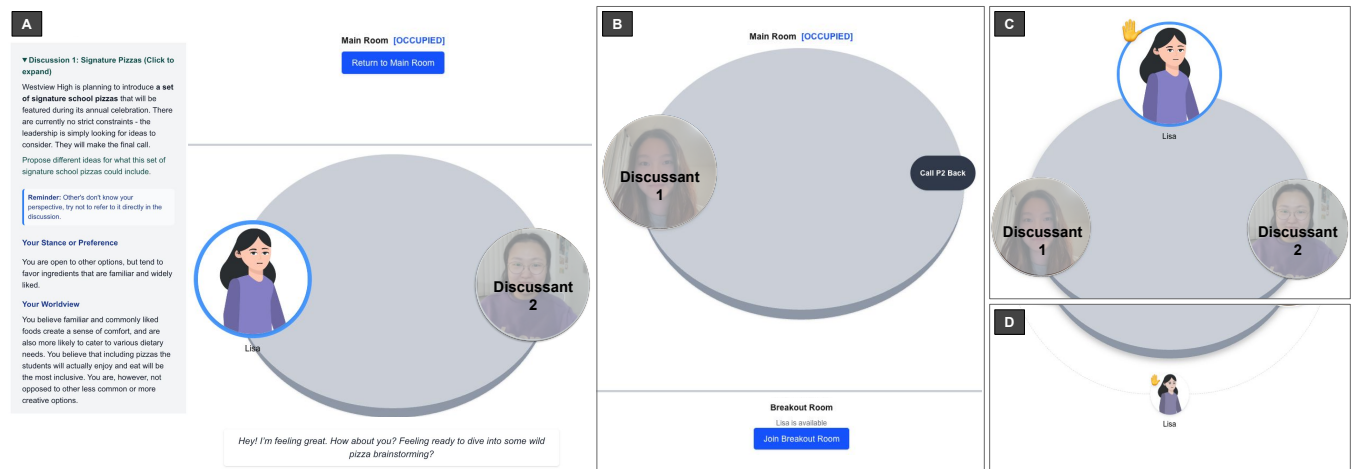 A
▼ Discussion 1: Signature Pizzas (Click to
expand)
Westview High is planning to introduce a set
of signature school pizzas that will be
featured during its annual celebration. There
are currently no strict constraints - the
leadership is simply looking for ideas to
consider. They will make the final call.
Propose different ideas for what this set of
signature school pizzas could include.
Reminder: Other's don't know your
perspective, try not to refer to it directly in the
discussion.
Your Stance or Preference
You are open to other options, but tend to
favor ingredients that are familiar and widely
liked.
Your Worldview
You believe familiar and commonly liked
foods create a sense of comfort, and are
also more likely to cater to various dietary
needs. You believe that including pizzas the
students will actually enjoy and eat will be
the most inclusive. You are, however, not
opposed to other less common or more
creative options.
Main Room [OCCUPIED]
Return to Main Room
Lisa
Discussant
2
Hey! I'm feeling great. How about you? Feeling ready to dive into some wild
pizza brainstorming?
B
Main Room [OCCUPIED]
Discussant
1
Call P2 Back
Breakout Room
Lisa is available
Join Breakout Room
C
Lisa
Discussant
1
Discussant
2
D
Lisa